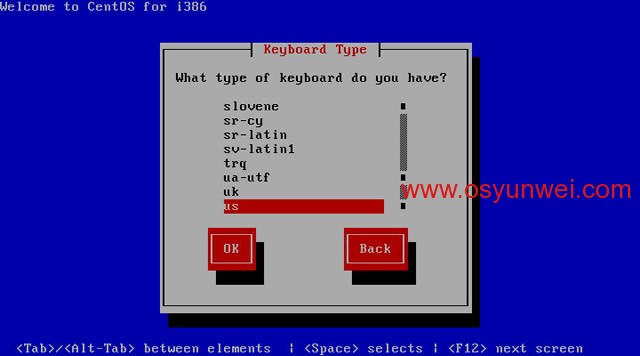 Welcome to CentOS for i386
Keyboard Type
What type of keyboard do you have?
slovene
sr-cy
sr-latin
sv-latin1
trq
ua-utf
uk
us
www.osyunwei.com
OK
Back
<Tab>/<Alt-Tab> between elements | <Space> selects | <F12> next screen